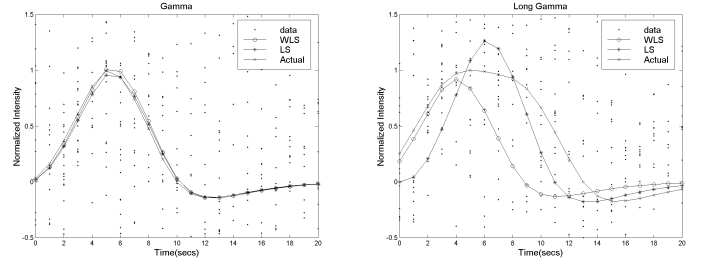 Gamma
1.5
1
0.5
0
-0.5
Normalized Intensity
0 2 4 6 8 10 12 14 16 18 20
Time(secs)
data
WLS
LS
Actual
Long Gamma
1.5
1
0.5
0
-0.5
Normalized Intensity
0 2 4 6 8 10 12 14 16 18 20
Time(secs)
data
WLS
LS
Actual